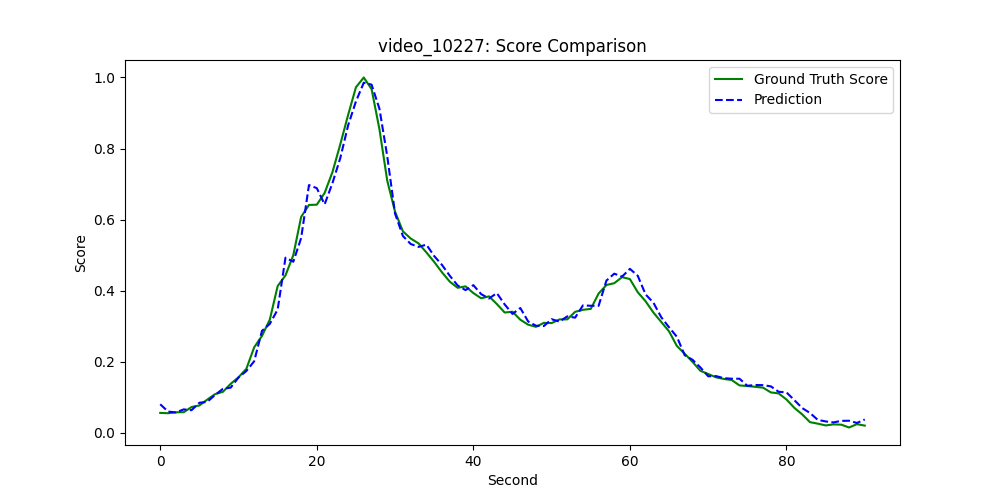 video_10227: Score Comparison
Ground Truth Score
Prediction
1.0
0.8
0.6
0.4
0.2
0.0
Score
0 20 40 60 80
Second